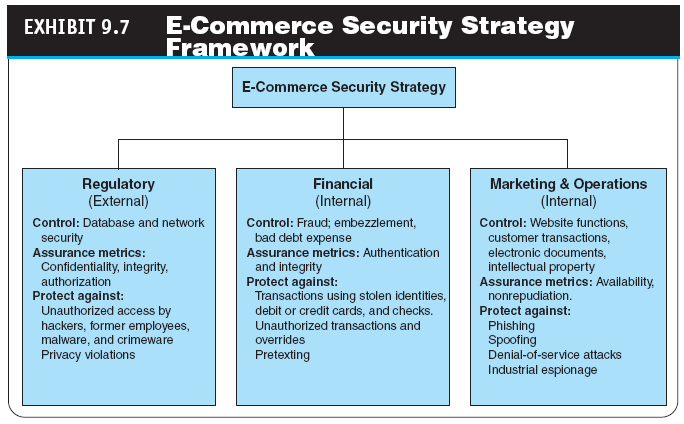 EXHIBIT 9.7
E-Commerce Security Strategy
Framework
E-Commerce Security Strategy
Regulatory
(External)
Control: Database and network
security
Assurance metrics:
Confidentiality, integrity,
authorization
Protect against:
Unauthorized access by
hackers, former employees,
malware, and crimeware
Privacy violations
Financial
(Internal)
Control: Fraud; embezzlement,
bad debt expense
Assurance metrics: Authentication
and integrity
Protect against:
Transactions using stolen identities,
debit or credit cards, and checks.
Unauthorized transactions and
overrides
Pretexting
Marketing & Operations
(Internal)
Control: Website functions,
customer transactions,
electronic documents,
intellectual property
Assurance metrics: Availability,
nonrepudiation.
Protect against:
Phishing
Spoofing
Denial-of-service attacks
Industrial espionage